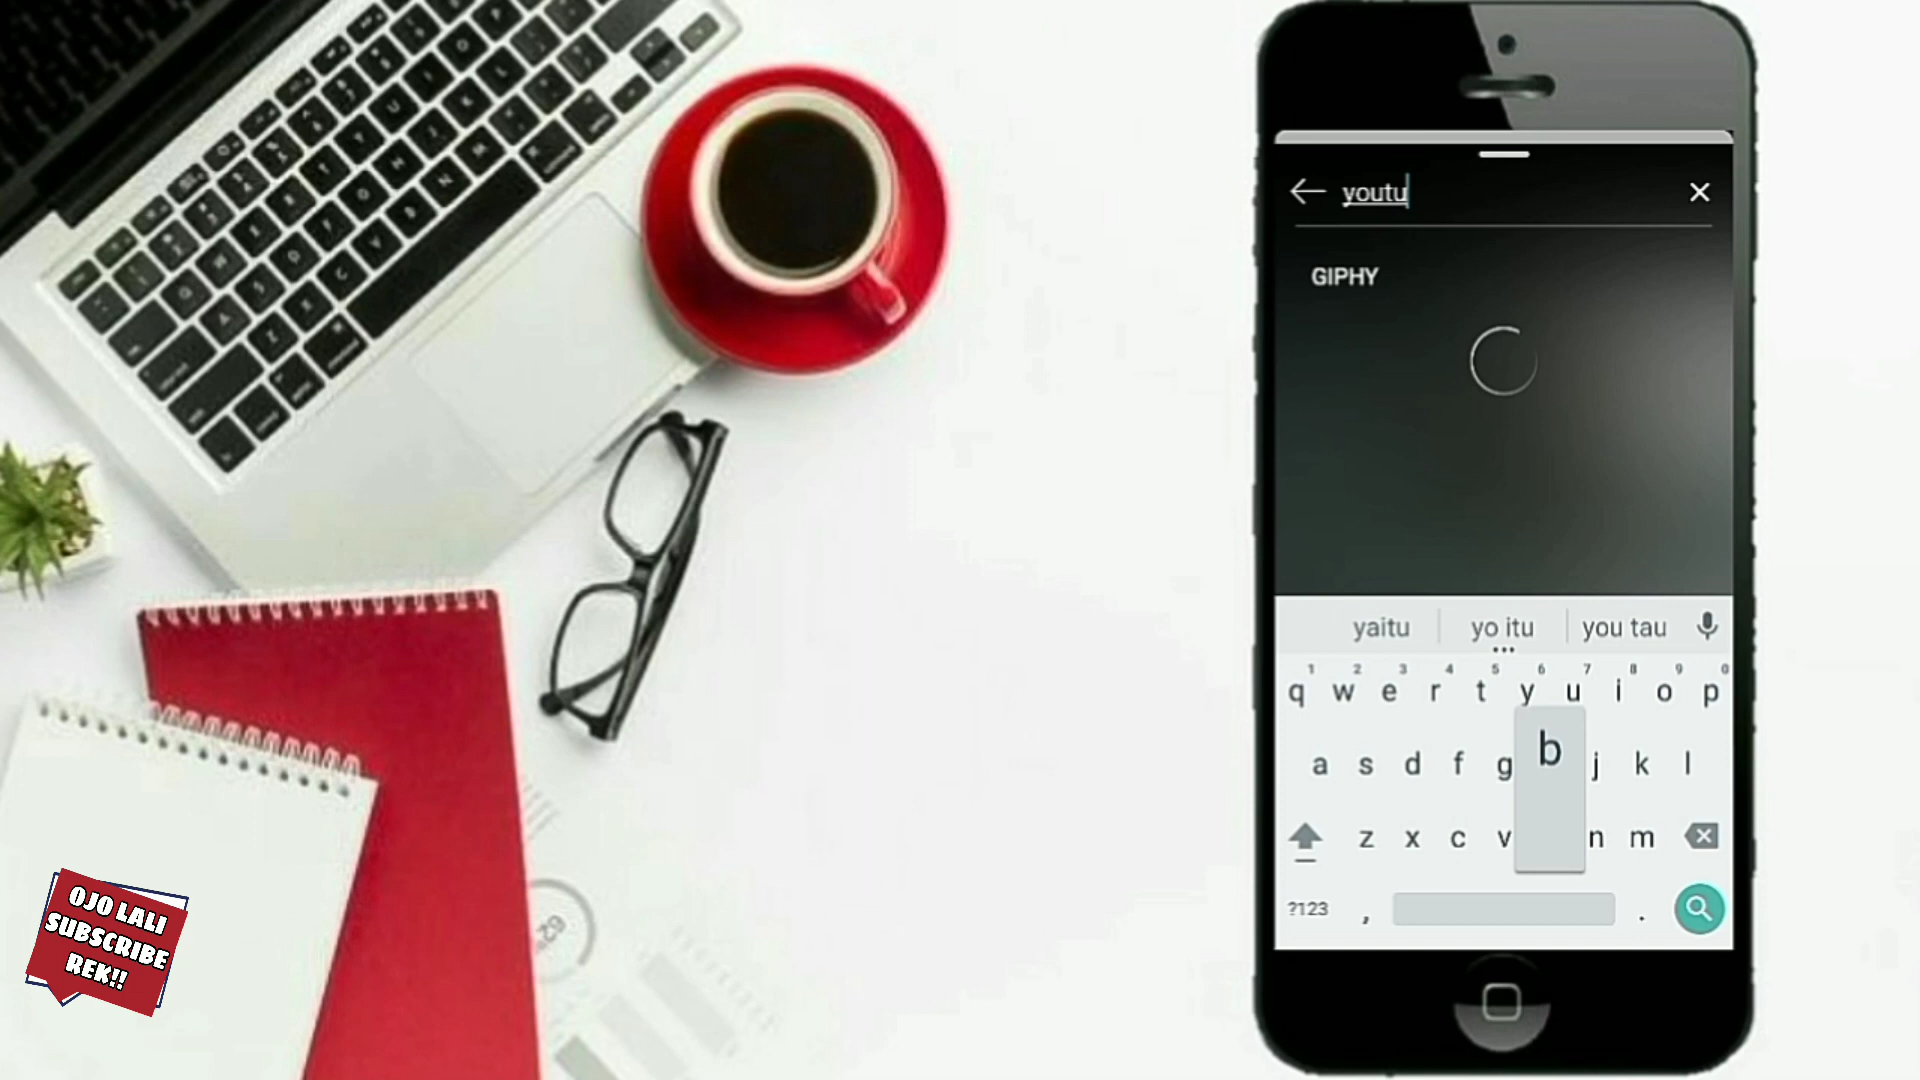 youtu
GIPHY
yaitu yo itu you tau
1 2 3 4 5 6 7 8 9 0
q w e r t y u i o p
a s d f g b j k l
z x c v n m
?123 , .
OJO LALI
SUBSCRIBE
REK!!